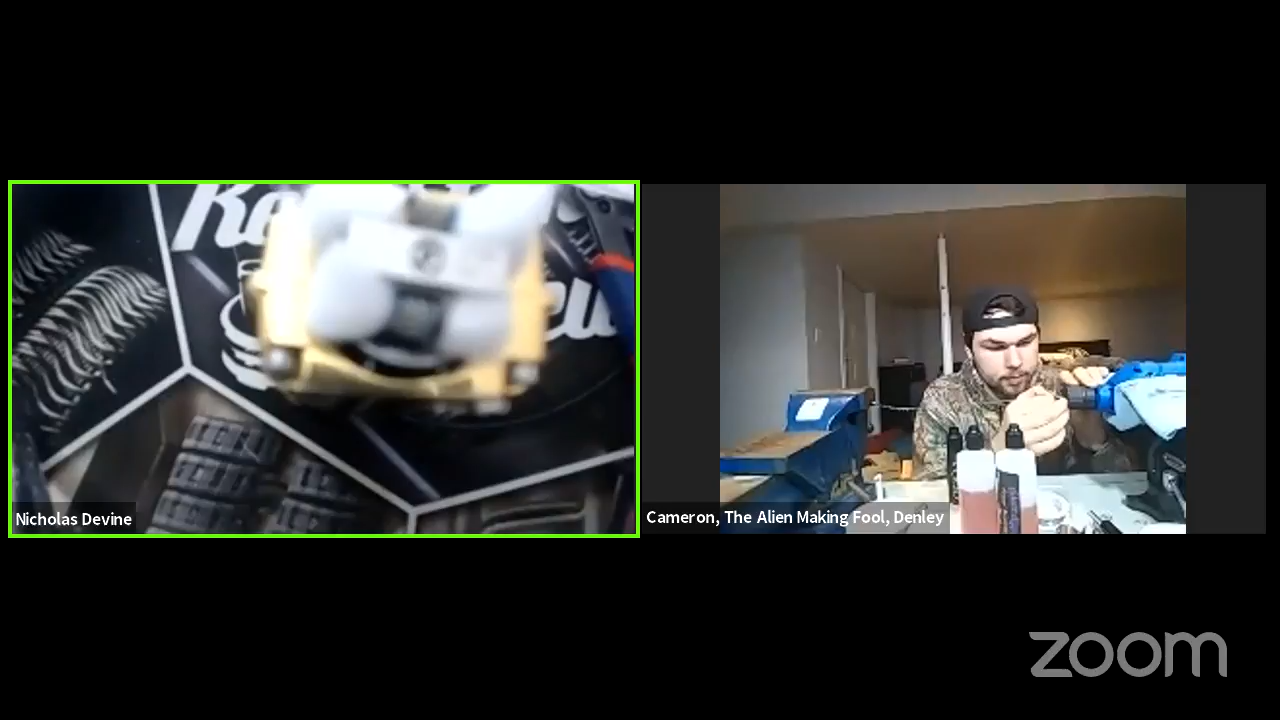 Nicholas Devine
Cameron, The Alien Making Fool, Denley
zoom